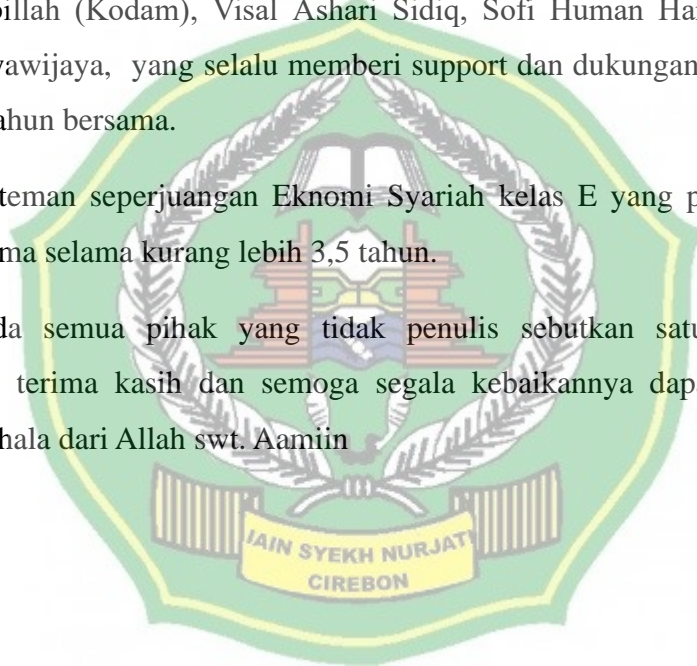 billah (Kodam), Visal Ashari Sidiq, Sofi Human Ha
awijaya, yang selalu memberi support dan dukungan
ahun bersama.
teman seperjuangan Eknomi Syariah kelas E yang p
ma selama kurang lebih 3,5 tahun.
da semua pihak yang tidak penulis sebutkan satu
terima kasih dan semoga segala kebaikannya dap
hala dari Allah swt. Aamiin
IAIN SYEKH NURJATI
CIREBON